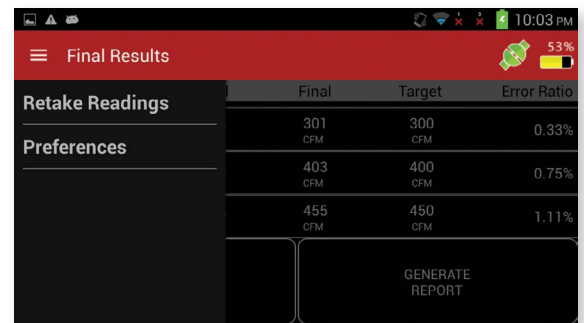 10:03 PM
Final Results
53%
Retake Readings
Preferences
Final Target Error Ratio
301 300 0.33%
CFM CFM
403 400 0.75%
CFM CFM
455 450 1.11%
CFM CFM
GENERATE
REPORT